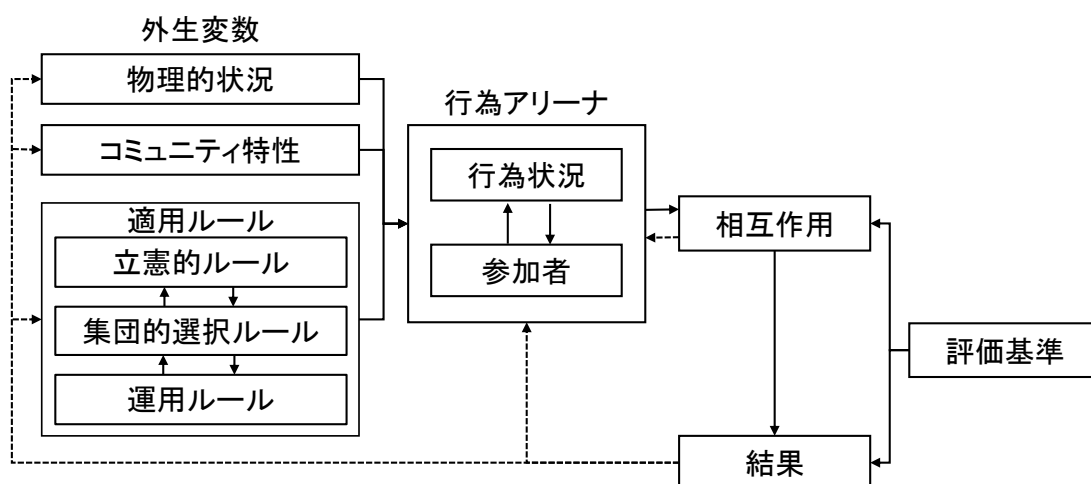 外生変数
物理的状況
コミュニティ特性
適用ルール
立憲的ルール
集団的選択ルール
運用ルール
行為アリーナ
行為状況
参加者
相互作用
評価基準
結果